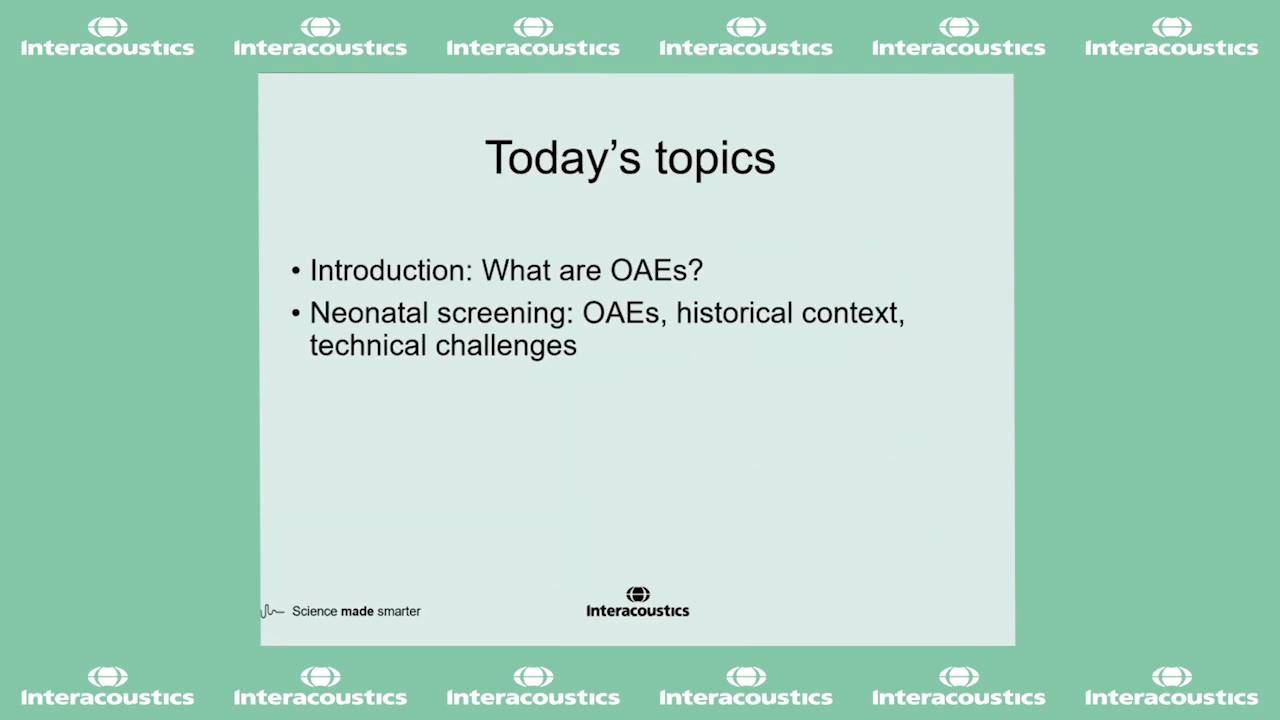 Interacoustics Interacoustics Interacoustics Interacoustics Interacoustics Interacoustics
Today's topics
• Introduction: What are OAEs?
• Neonatal screening: OAEs, historical context,
technical challenges
Science made smarter
Interacoustics
Interacoustics Interacoustics Interacoustics Interacoustics Interacoustics Interacoustics